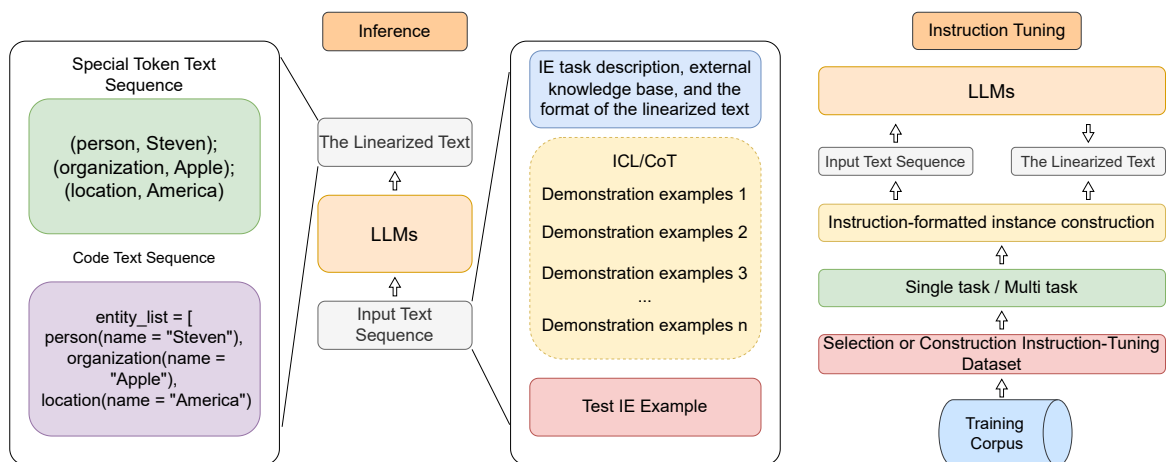 Inference
Instruction Tuning
Special Token Text
Sequence
(person, Steven);
(organization, Apple);
(location, America)
Code Text Sequence
entity_list = [
person(name = "Steven"),
organization(name =
"Apple"),
location(name = "America")
The Linearized Text
LLMs
Input Text
Sequence
IE task description, external
knowledge base, and the
format of the linearized text
ICL/CoT
Demonstration examples 1
Demonstration examples 2
Demonstration examples 3
...
Demonstration examples n
Test IE Example
LLMs
Input Text Sequence
The Linearized Text
Instruction-formatted instance construction
Single task / Multi task
Selection or Construction Instruction-Tuning
Dataset
Training
Corpus